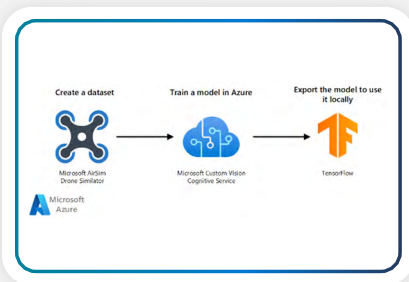 Create a dataset
Train a model in Azure
Export the model to use
it locally
Microsoft AirSim
Drone Similator
Microsoft Custom Vision
Cognitive Service
TensorFlow
Microsoft
Azure